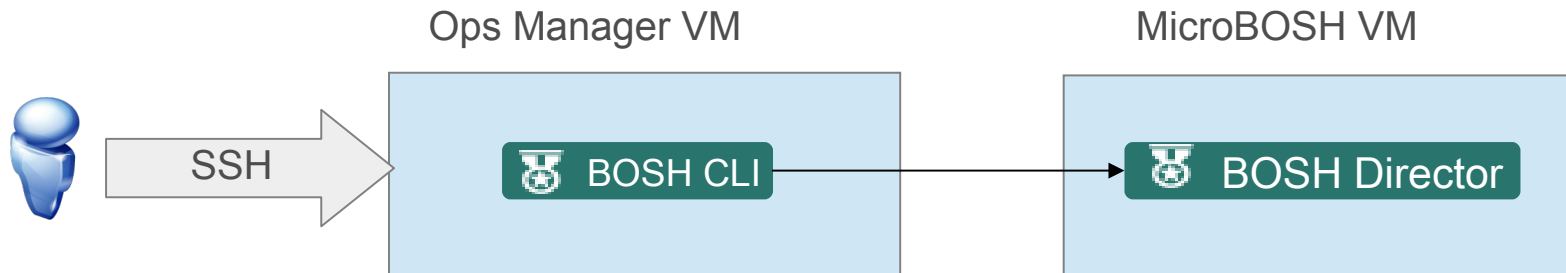 Ops Manager VM
MicroBOSH VM
SSH
BOSH CLI
BOSH Director